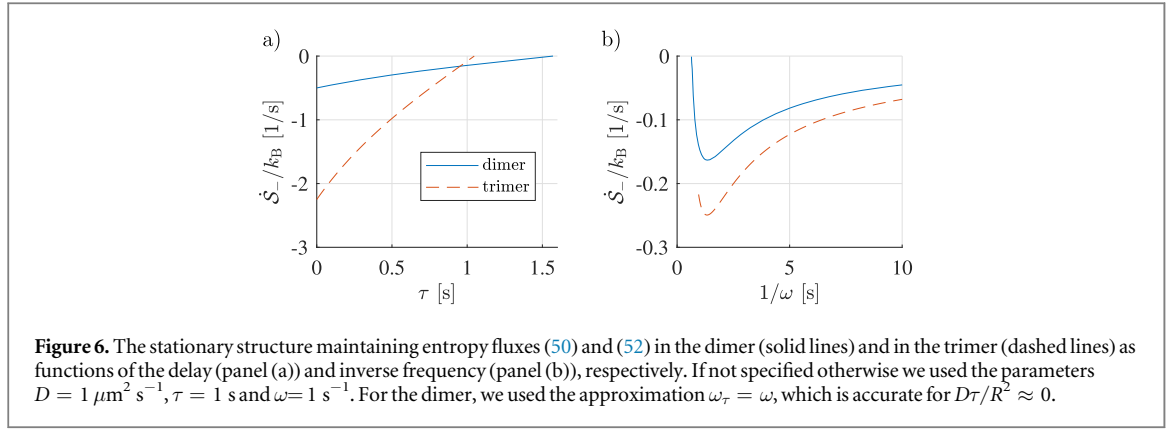 a)
0
-1
-2
-3
Ṡ₋/k_B [1/s]
dimer
trimer
0
0.5
1
1.5
τ [s]
b)
0
-0.1
-0.2
-0.3
Ṡ₋/k_B [1/s]
0
5
10
1/ω [s]
Figure 6. The stationary structure maintaining entropy fluxes (50) and (52) in the dimer (solid lines) and in the trimer (dashed lines) as
functions of the delay (panel (a)) and inverse frequency (panel (b)), respectively. If not specified otherwise we used the parameters
D = 1 μm² s⁻¹, τ = 1 s and ω= 1 s⁻¹. For the dimer, we used the approximation ω_τ = ω, which is accurate for Dτ/R² ≈ 0.